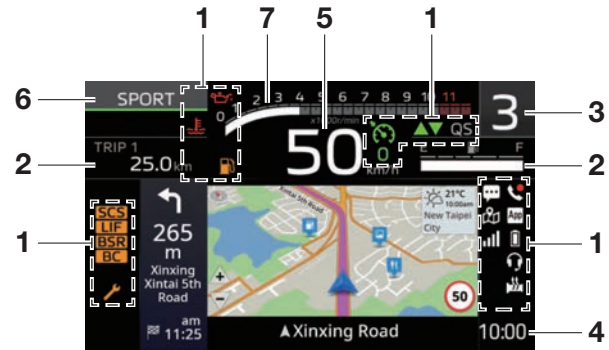 1 7 5 1
6 SPORT
0 1 2 3 4 5 6 7 8 9 10 11
x1000r/min
3
50
km/h
0
QS
E F
2 TRIP 1
25.0 km
2
SCS
LIF
BSR
BC
1
265
m
Xinxing
Xintai 5th
Road
am
11:25
Xintai 5th Road
21°C
10:00am
New Taipei
City
+
−
50
App
1
Xinxing Road
10:00
4